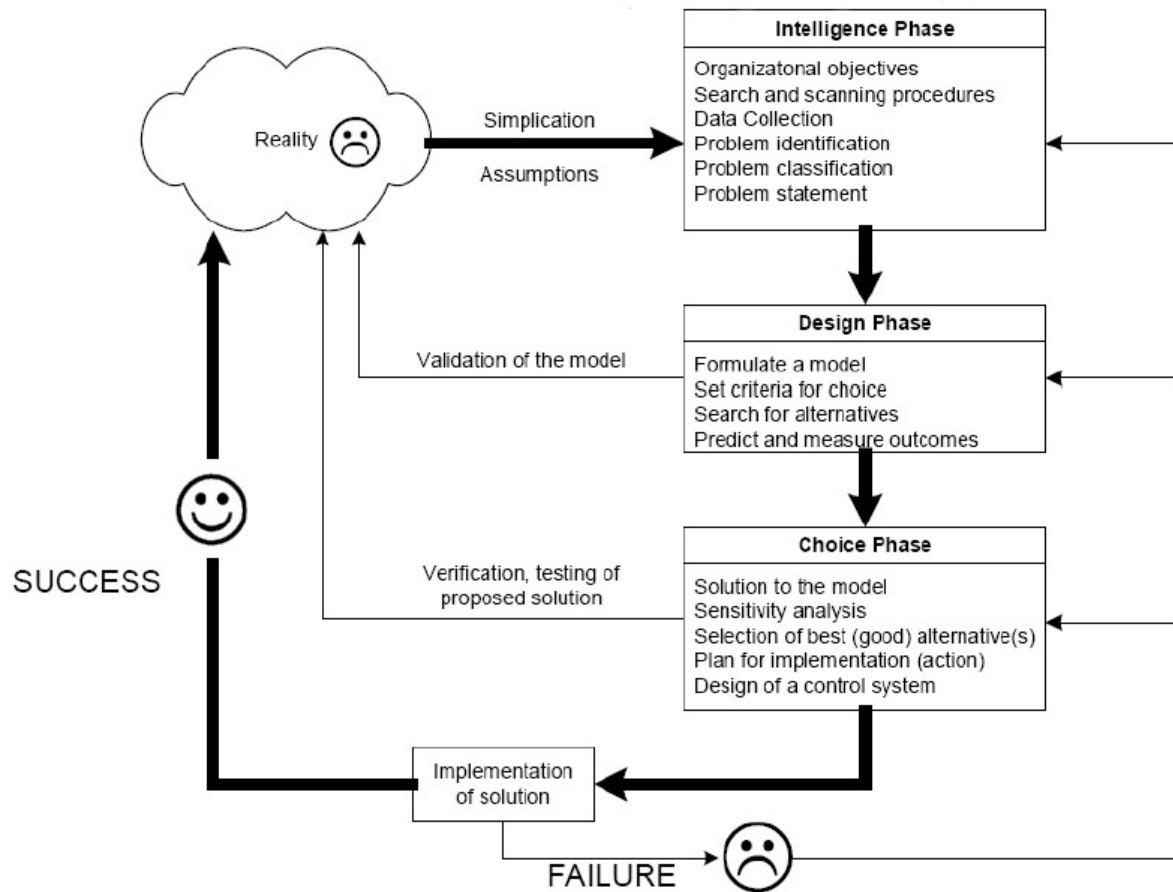 Intelligence Phase
Organizatonal objectives
Search and scanning procedures
Data Collection
Problem identification
Problem classification
Problem statement
Reality
Simplication
Assumptions
Design Phase
Formulate a model
Set criteria for choice
Search for alternatives
Predict and measure outcomes
Validation of the model
Choice Phase
Solution to the model
Sensitivity analysis
Selection of best (good) alternative(s)
Plan for implementation (action)
Design of a control system
Verification, testing of
proposed solution
SUCCESS
Implementation
of solution
FAILURE